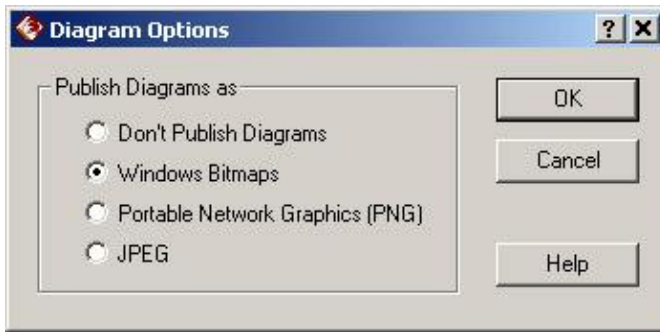 Diagram Options
Publish Diagrams as
Don't Publish Diagrams
Windows Bitmaps
Portable Network Graphics (PNG)
JPEG
OK
Cancel
Help